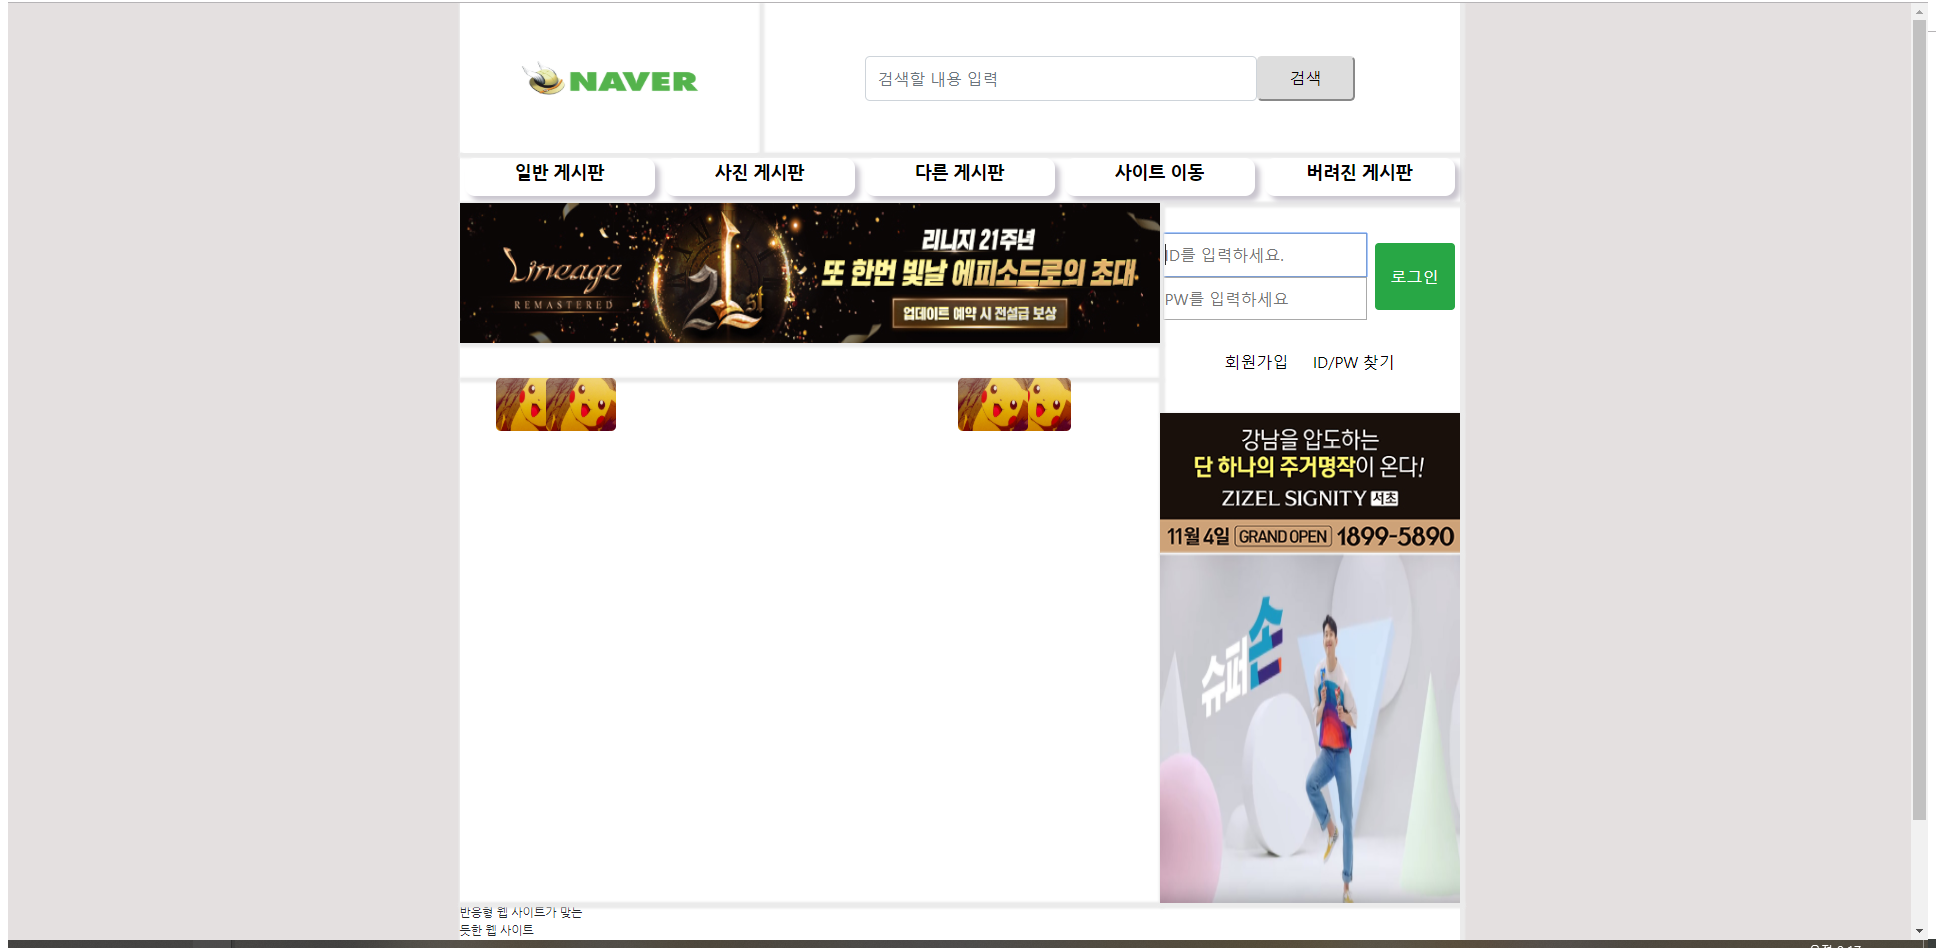 NAVER
검색할 내용 입력
검색
일반 게시판
사진 게시판
다른 게시판
사이트 이동
버려진 게시판
Lineage
REMASTERED
21st
리니지 21주년
또 한번 빛날 에피소드로의 초대
업데이트 예약 시 전설급 보상
ID를 입력하세요.
PW를 입력하세요
로그인
회원가입
ID/PW 찾기
강남을 압도하는
단 하나의 주거명작이 온다!
ZIZEL SIGNITY 서초
11월 4일 GRAND OPEN 1899-5890
슈퍼손
반응형 웹 사이트가 맞는
듯한 웹 사이트